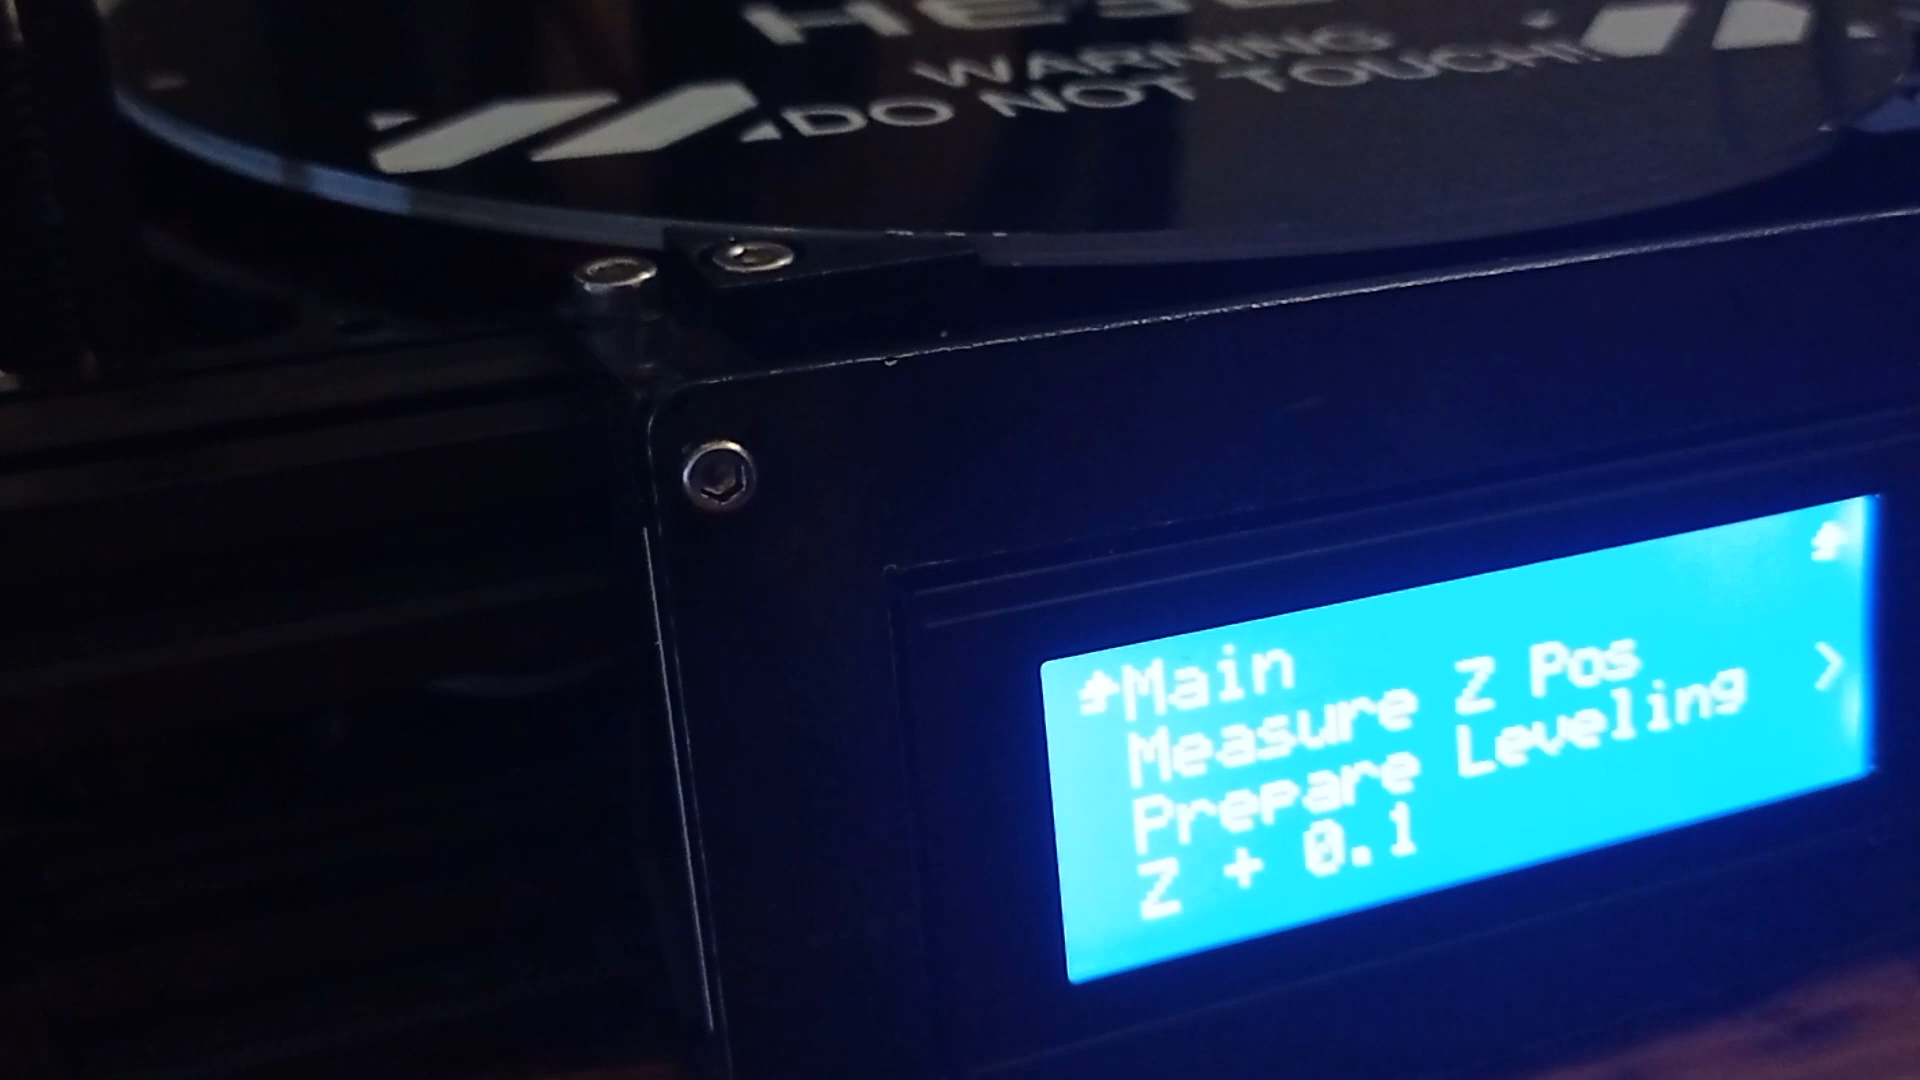 WARNING
DO NOT TOUCH!
Main
Measure Z Pos
Prepare Leveling
Z + 0.1